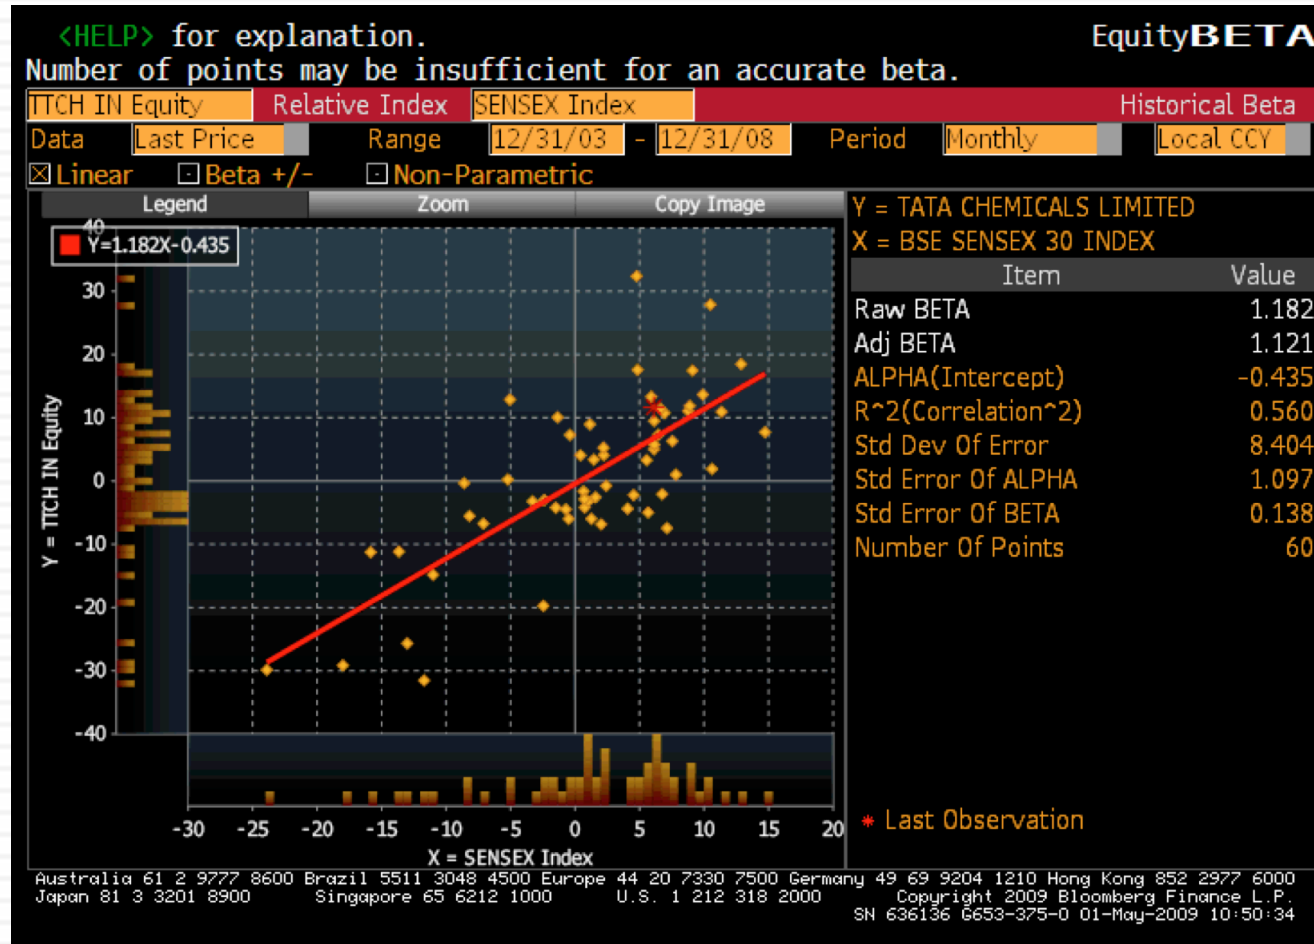 <HELP> for explanation. EquityBETA
Number of points may be insufficient for an accurate beta.
TTCH IN Equity Relative Index SENSEX Index Historical Beta
Data Last Price Range 12/31/03 - 12/31/08 Period Monthly Local CCY
Linear Beta +/- Non-Parametric
Legend Zoom Copy Image
Y=1.182X-0.435
40
30
20
10
0
-10
-20
-30
-40
Y = TTCH IN Equity
-30 -25 -20 -15 -10 -5 0 5 10 15 20
X = SENSEX Index
Y = TATA CHEMICALS LIMITED
X = BSE SENSEX 30 INDEX
Item Value
Raw BETA 1.182
Adj BETA 1.121
ALPHA(Intercept) -0.435
R^2(Correlation^2) 0.560
Std Dev Of Error 8.404
Std Error Of ALPHA 1.097
Std Error Of BETA 0.138
Number Of Points 60
* Last Observation
Australia 61 2 9777 8600 Brazil 5511 3048 4500 Europe 44 20 7330 7500 Germany 49 69 9204 1210 Hong Kong 852 2977 6000
Japan 81 3 3201 8900 Singapore 65 6212 1000 U.S. 1 212 318 2000 Copyright 2009 Bloomberg Finance L.P.
SN 636136 G653-375-0 01-May-2009 10:50:34